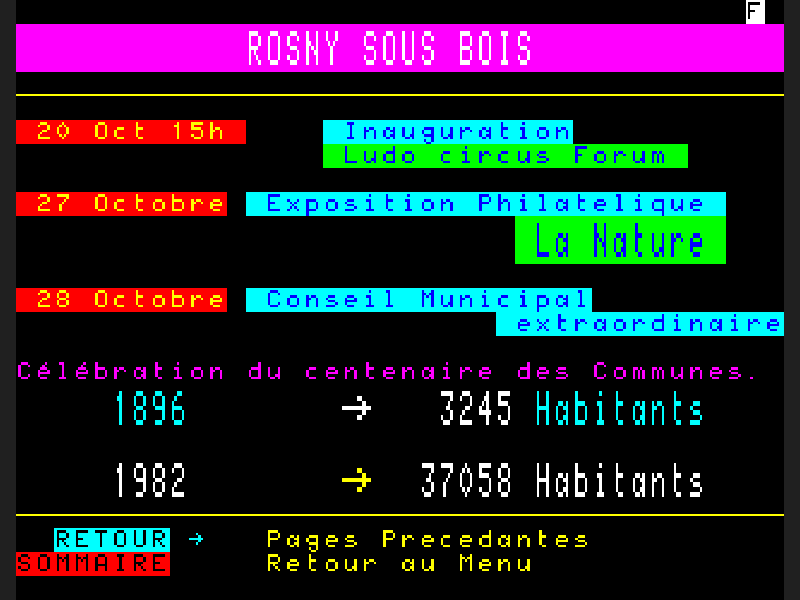 F
ROSNY SOUS BOIS
20 Oct 15h Inauguration
Ludo circus Forum
27 Octobre Exposition Philatelique
La Nature
28 Octobre Conseil Municipal
extraordinaire
Célébration du centenaire des Communes.
1896 → 3245 Habitants
1982 → 37058 Habitants
RETOUR → Pages Precedantes
SOMMAIRE Retour au Menu